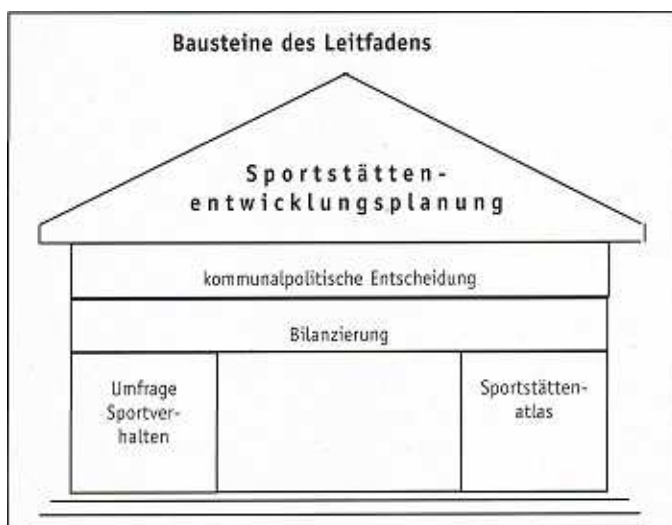 Bausteine des Leitfadens
Sportstätten-
entwicklungsplanung
kommunalpolitische Entscheidung
Bilanzierung
Umfrage
Sportver-
halten
Sportstätten-
atlas